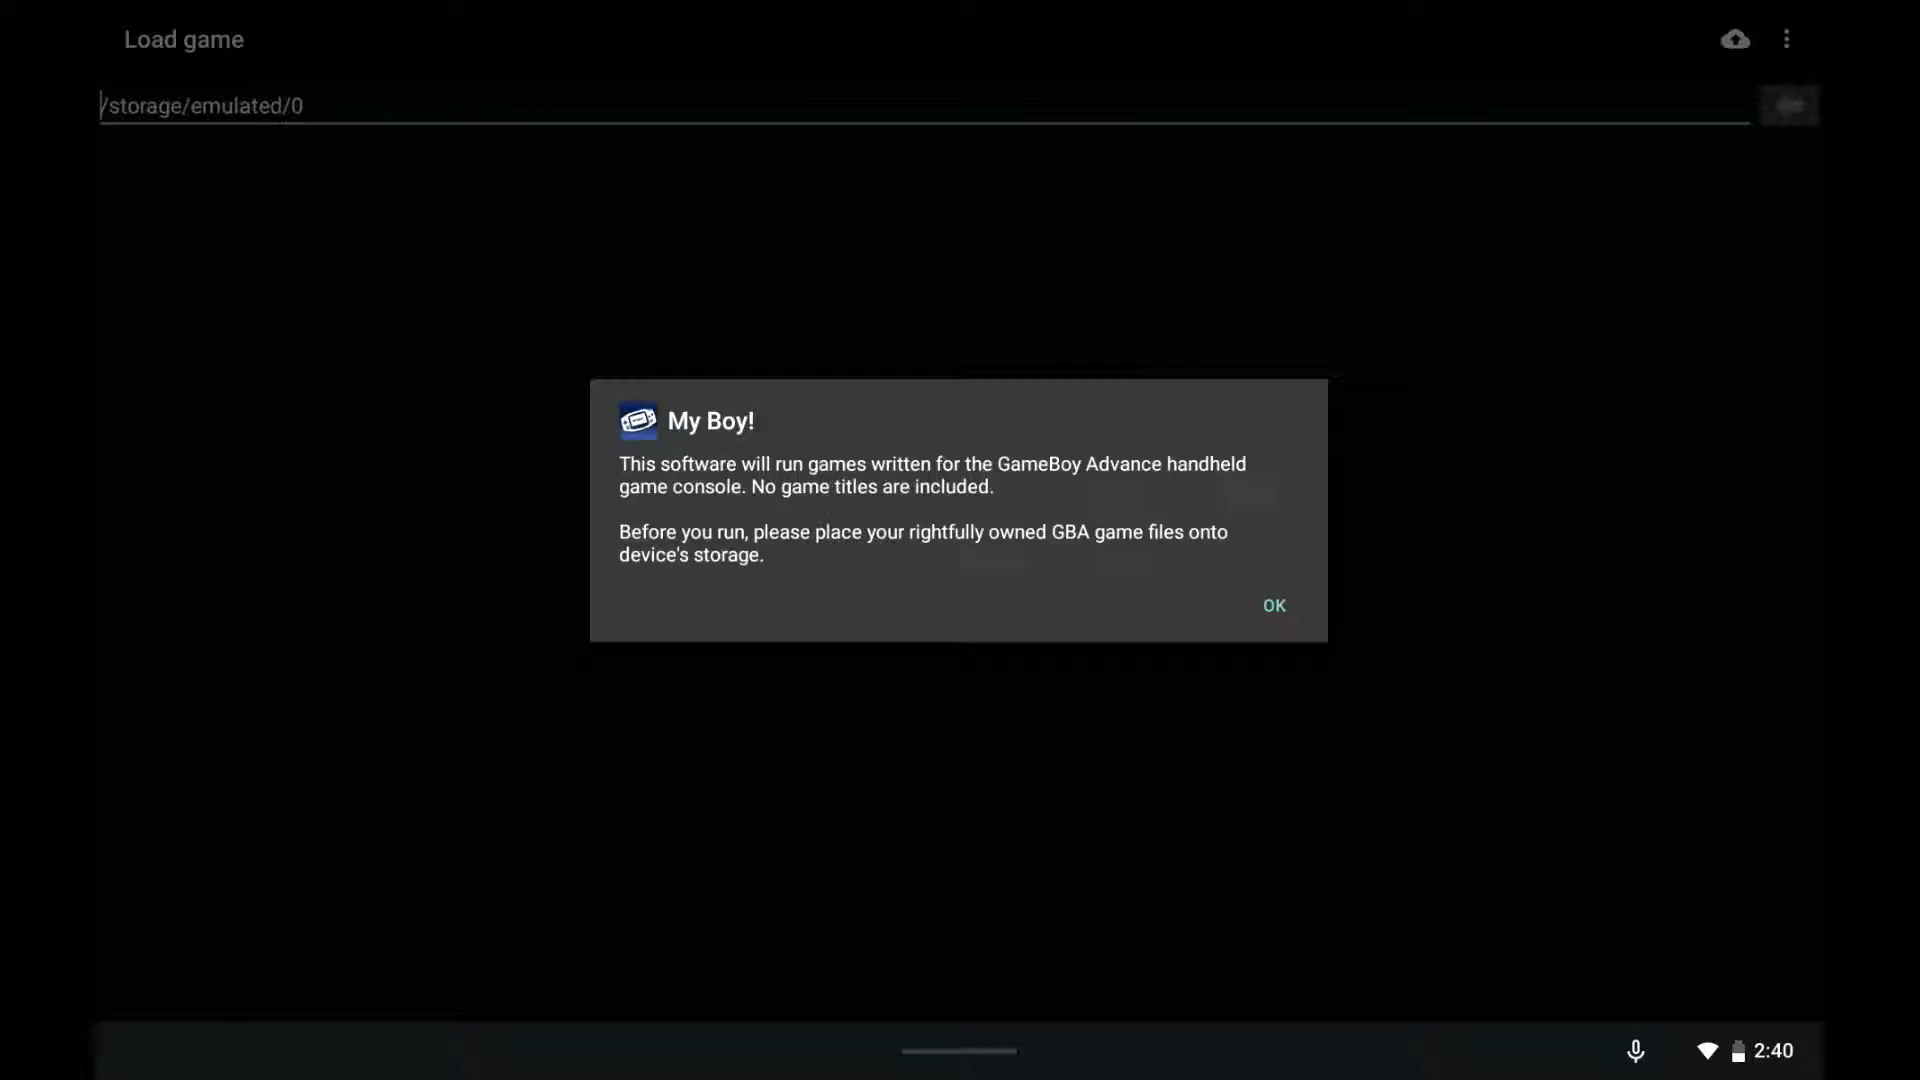 Load game
/storage/emulated/0
My Boy!
This software will run games written for the GameBoy Advance handheld
game console. No game titles are included.
Before you run, please place your rightfully owned GBA game files onto
device's storage.
OK
2:40